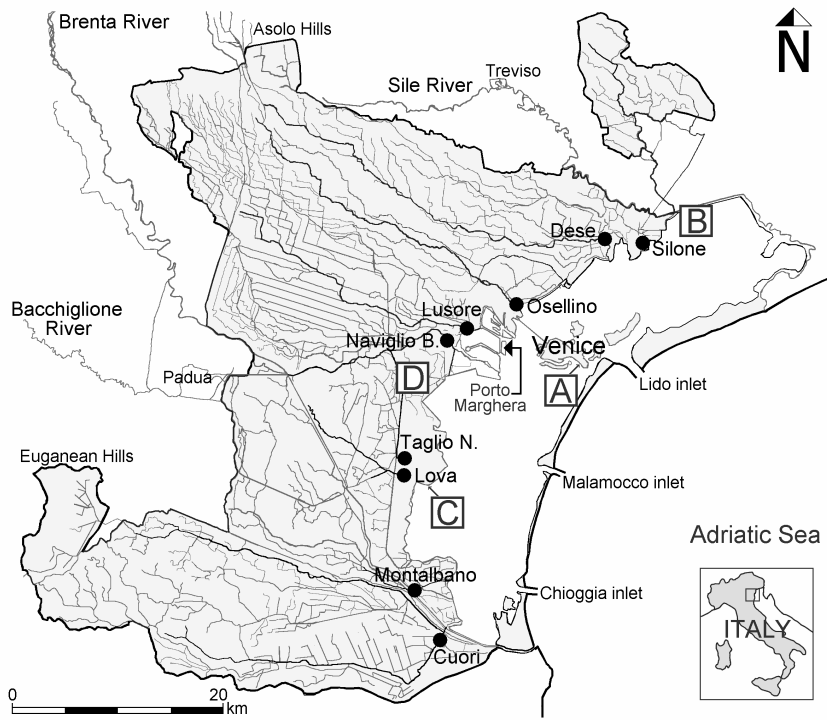 Brenta River
Asolo Hills
N
Sile River
Treviso
B
Dese
Silone
Bacchiglione
River
Lusore
Osellino
Naviglio B.
Venice
Padua
D
Porto
Marghera
A
Lido inlet
Taglio N.
Euganean Hills
Lova
Malamocco inlet
C
Adriatic Sea
Montalbano
Chioggia inlet
ITALY
Cuori
0
20
km